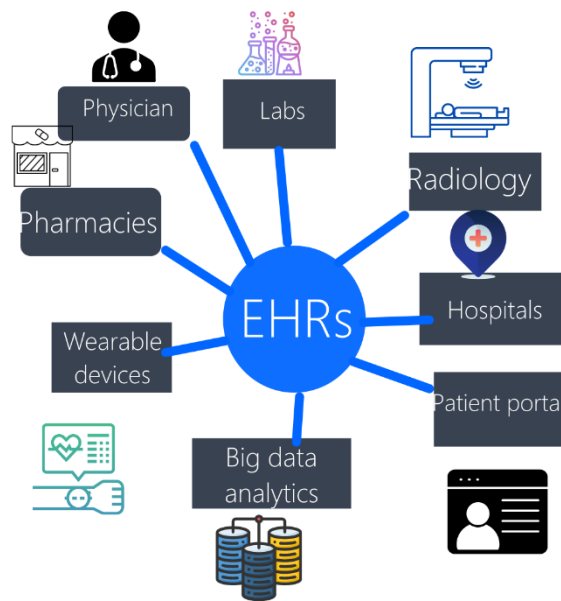 Physician
Labs
Radiology
Pharmacies
EHRs
Hospitals
Wearable
devices
Patient porta
Big data
analytics